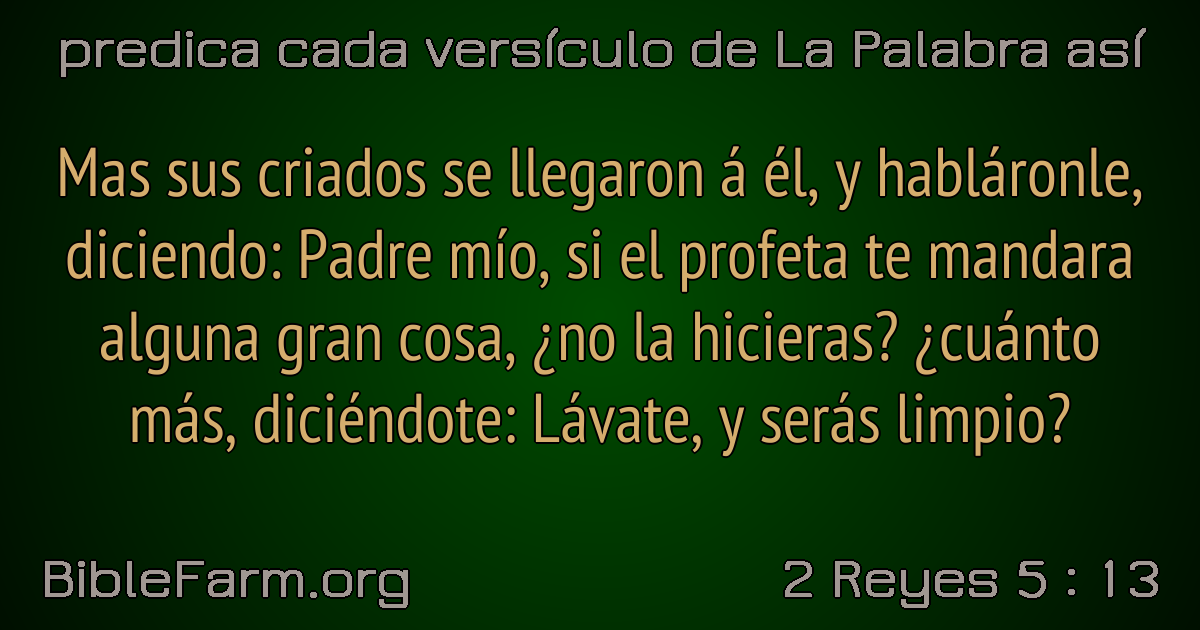 predica cada versículo de La Palabra así
Mas sus criados se llegaron á él, y habláronle,
diciendo: Padre mío, si el profeta te mandara
alguna gran cosa, ¿no la hicieras? ¿cuánto
más, diciéndote: Lávate, y serás limpio?
BibleFarm.org
2 Reyes 5 : 13